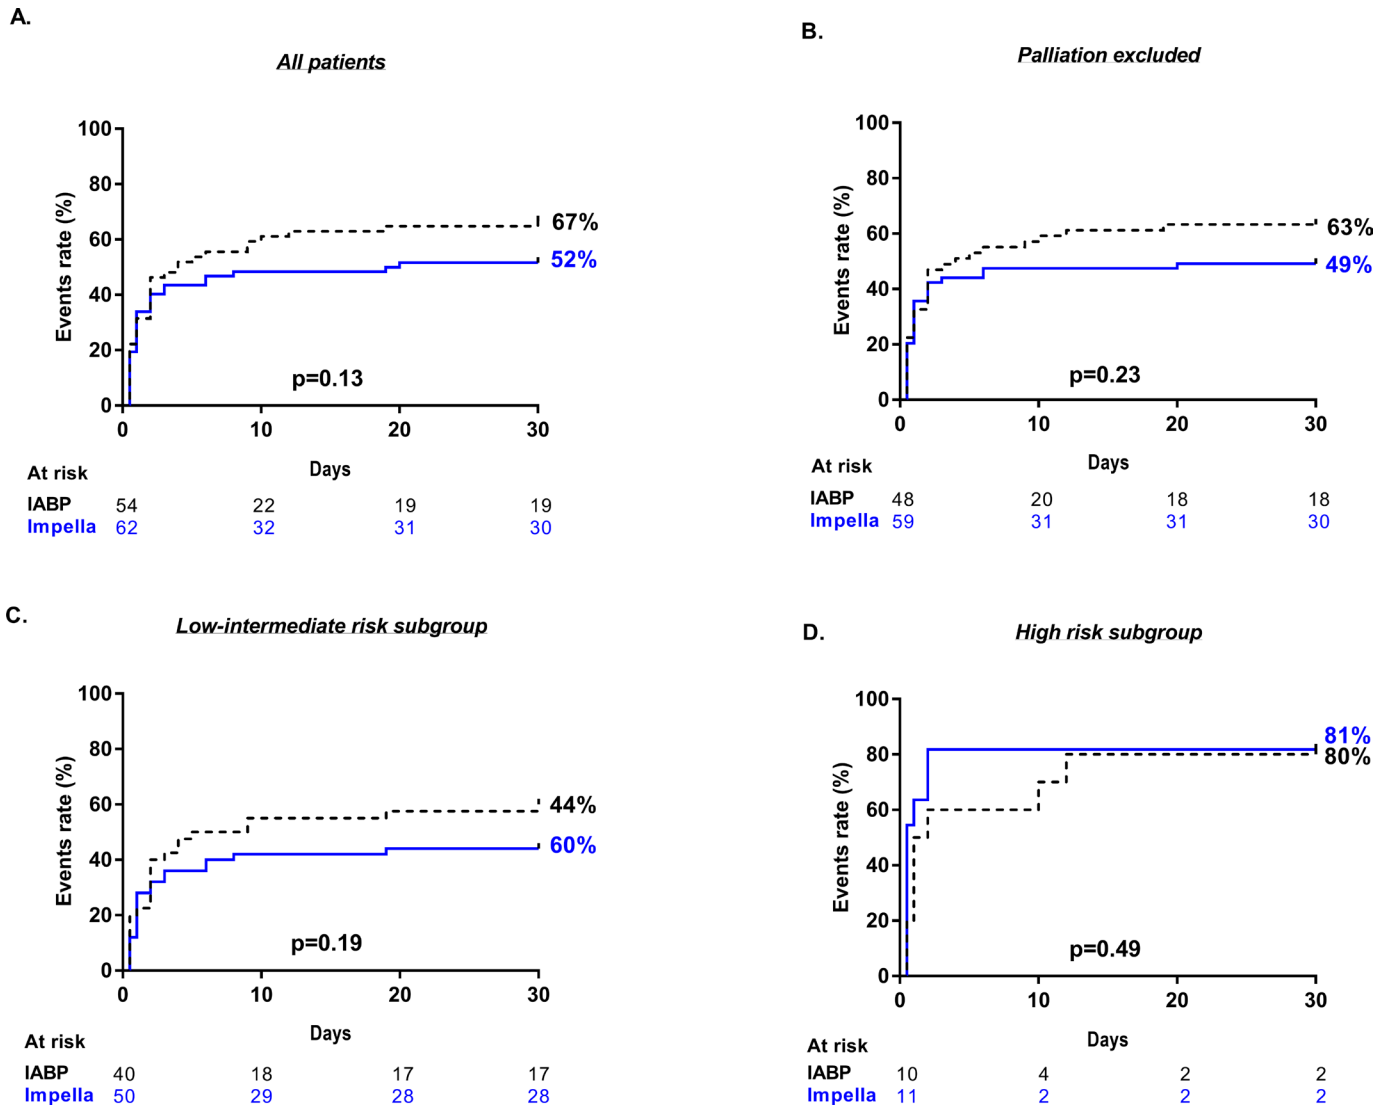 A.
All patients
100
80
60
40
20
0
Events rate (%)
67%
52%
p=0.13
0 10 20 30
Days
At risk
IABP 54 22 19 19
Impella 62 32 31 30
B.
Palliation excluded
100
80
60
40
20
0
Events rate (%)
63%
49%
p=0.23
0 10 20 30
Days
At risk
IABP 48 20 18 18
Impella 59 31 31 30
C.
Low-intermediate risk subgroup
100
80
60
40
20
0
Events rate (%)
44%
60%
p=0.19
0 10 20 30
Days
At risk
IABP 40 18 17 17
Impella 50 29 28 28
D.
High risk subgroup
100
80
60
40
20
0
Events rate (%)
81%
80%
p=0.49
0 10 20 30
Days
At risk
IABP 10 4 2 2
Impella 11 2 2 2